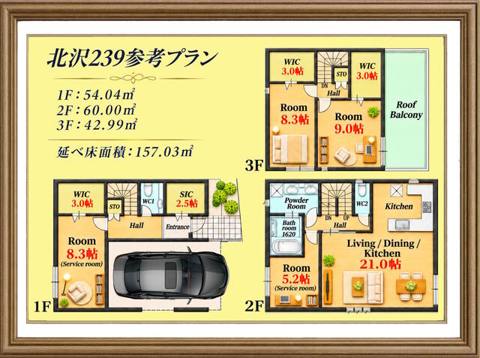 北沢239参考プラン
1F：54.04㎡
2F：60.00㎡
3F：42.99㎡
延べ床面積：157.03㎡
WIC
3.0帖
STO
WIC
3.0帖
DN
Hall
Room
8.3帖
Room
9.0帖
Roof
Balcony
3F
WIC
3.0帖
STO
WC1
SIC
2.5帖
Hall
Entrance
Room
8.3帖
(Service room)
1F
Powder
Room
DN
UP
WC2
Kitchen
Hall
Bath
room
1620
Living / Dining /
Kitchen
21.0帖
Room
5.2帖
(Service room)
2F